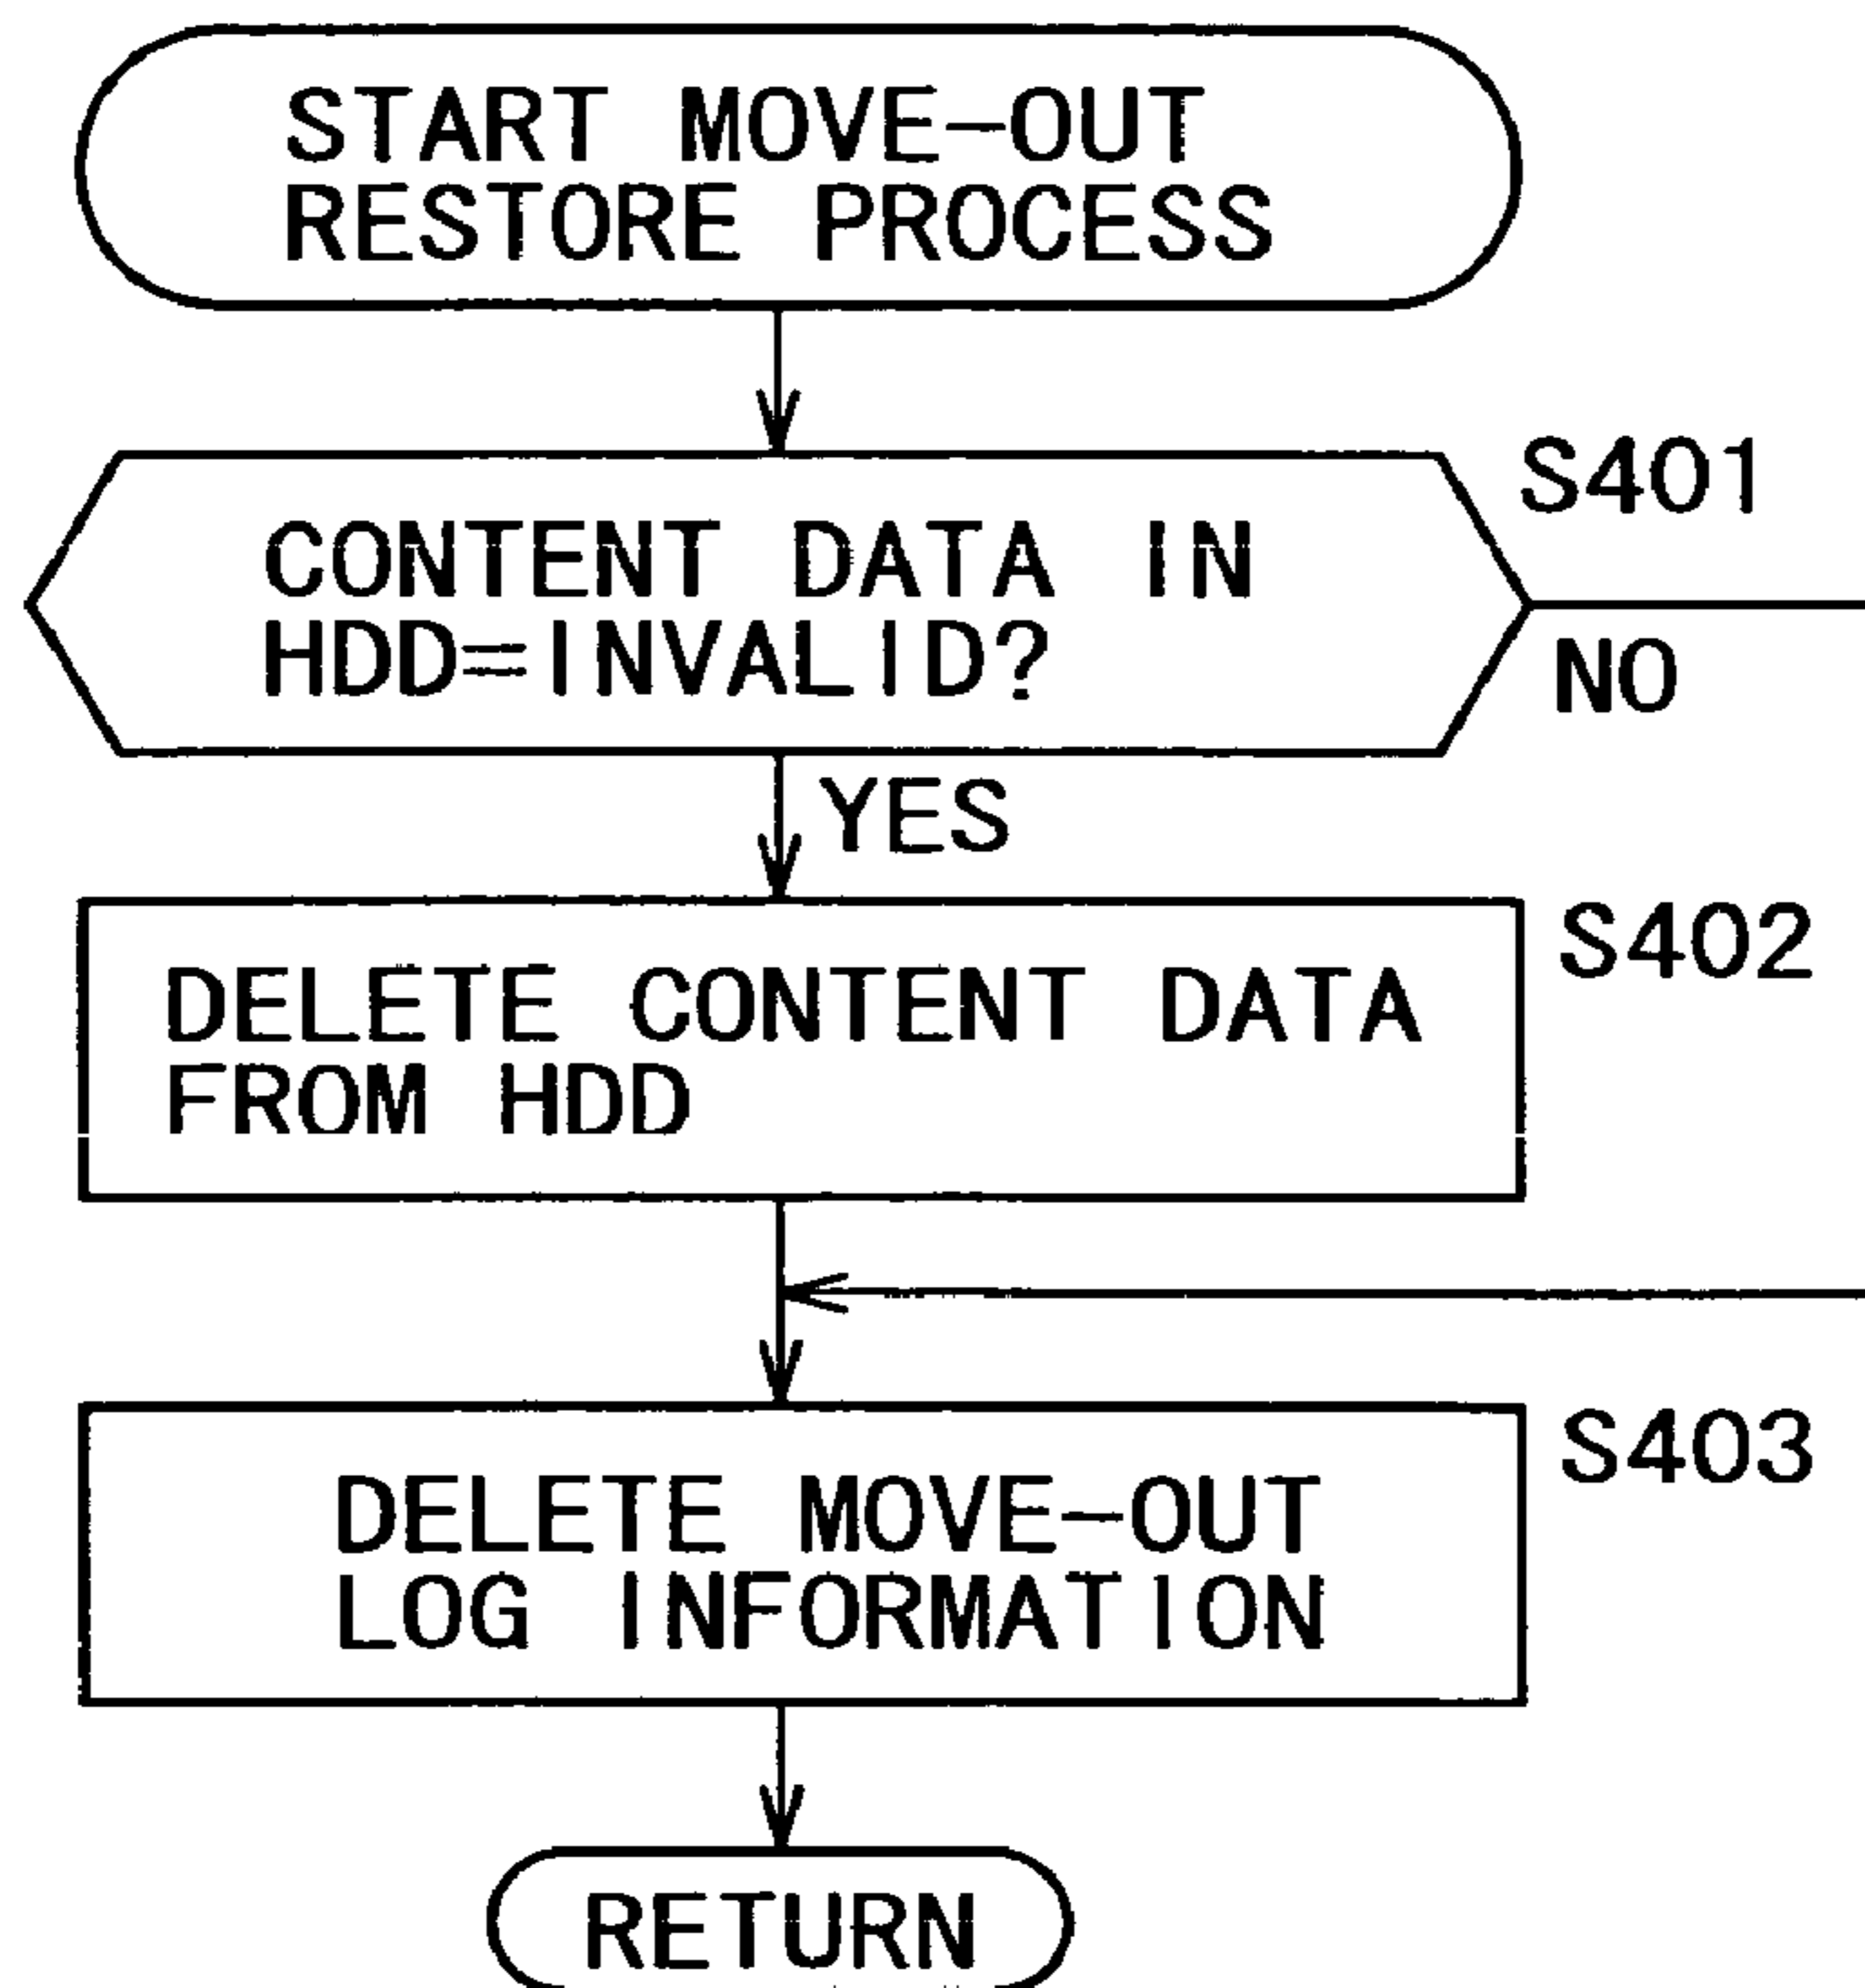 START MOVE-OUT
RESTORE PROCESS
S401
CONTENT DATA IN
HDD=INVALID?
NO
YES
S402
DELETE CONTENT DATA
FROM HDD
S403
DELETE MOVE-OUT
LOG INFORMATION
RETURN